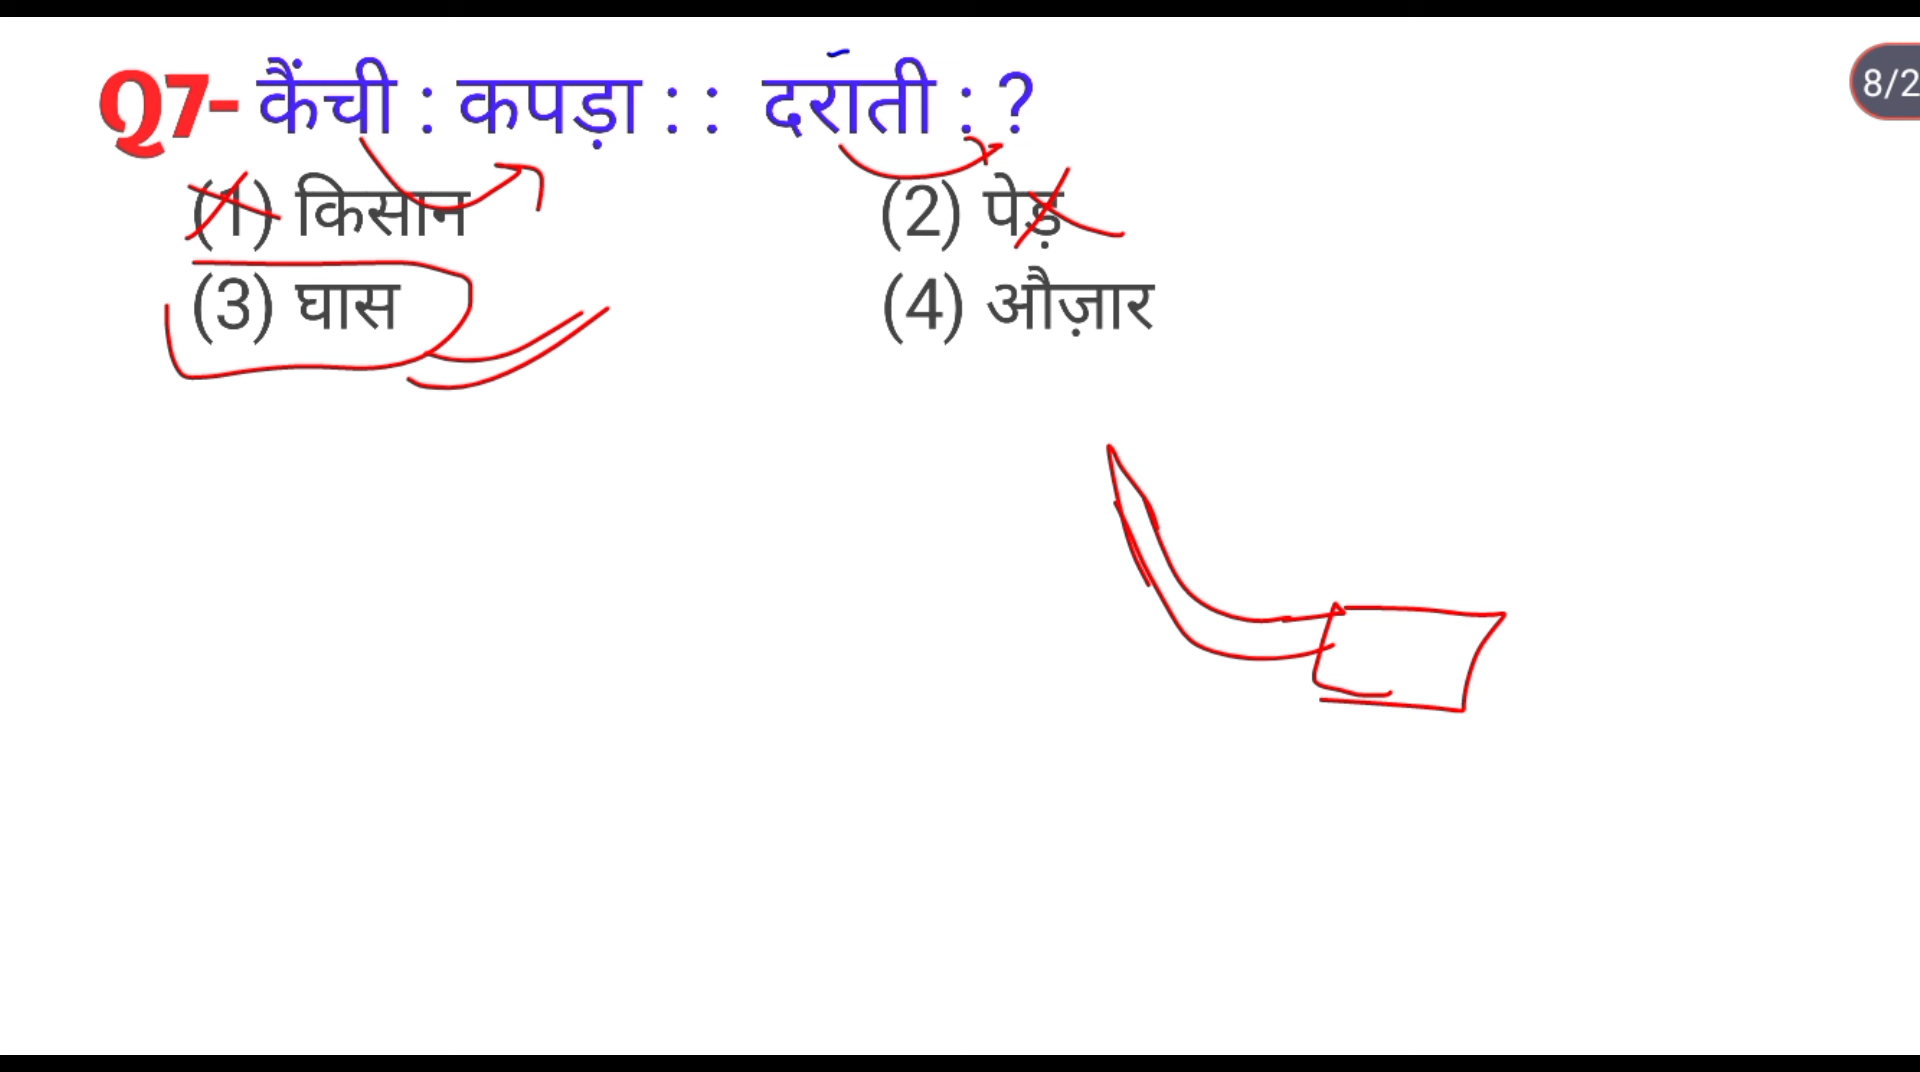 Q7- कैंची : कपड़ा : : दराती : ?
(1) किसान (2) पेड़
(3) घास (4) औज़ार
8/2